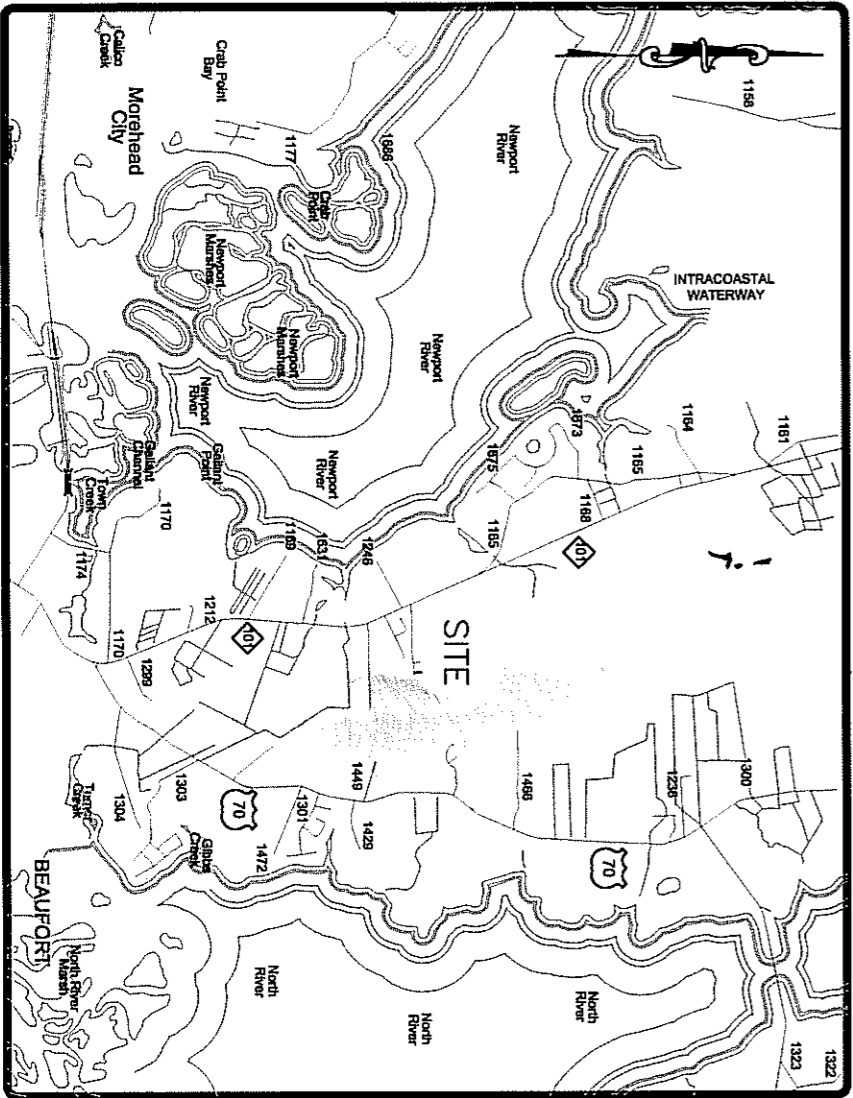 1158
Calico
Creek
Crab Point
Bay
Morehead
City
1177
1686
Crab
Point
Newport
River
Newport
Marshes
Newport
Marshes
Newport
River
INTRACOASTAL
WATERWAY
Newport
River
Newport
River
Gallant
Point
Gallant
Channel
Town
Creek
1170
1174
1673
1675
1165
1164
1161
1168
1165
101
1246
1631
1169
1212
101
1170
1299
SITE
1300
1236
1466
1449
1429
1301
70
70
1303
1304
1472
Gibbs
Creek
Turner
Creek
BEAUFORT
North River
Marsh
North
River
North
River
North
River
1323
1322